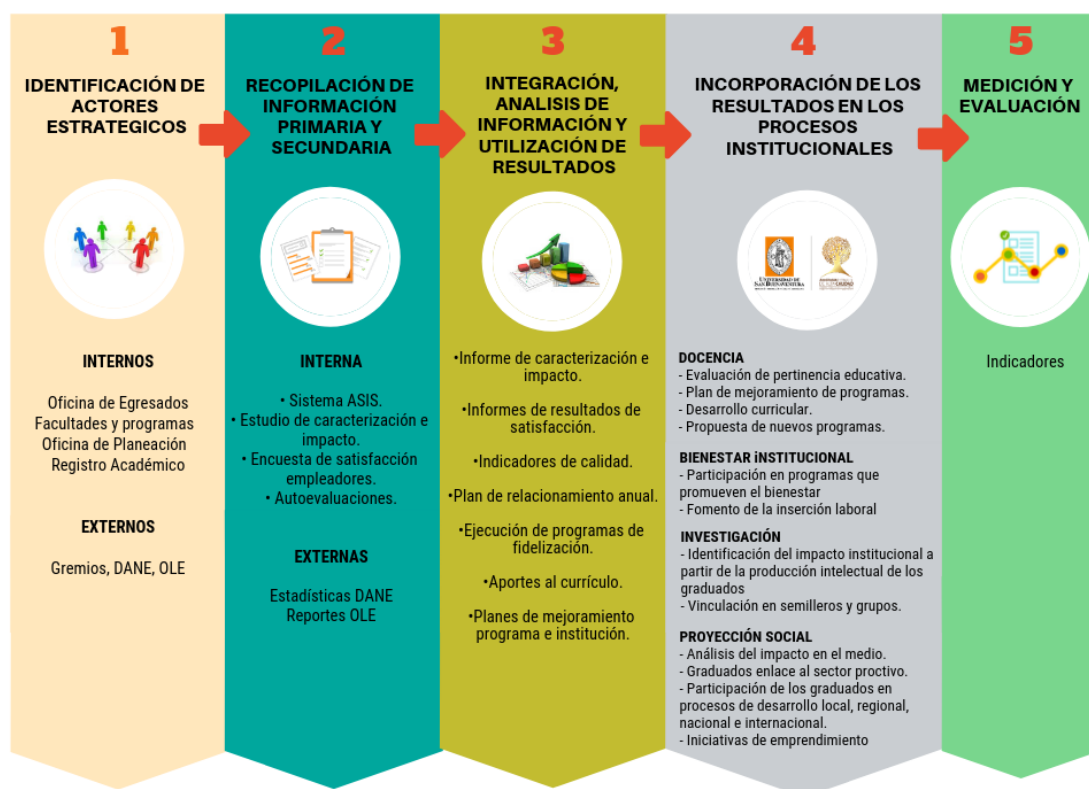 1
IDENTIFICACIÓN DE
ACTORES
ESTRATEGICOS
INTERNOS
Oficina de Egresados
Facultades y programas
Oficina de Planeación
Registro Académico
EXTERNOS
Gremios, DANE, OLE
2
RECOPILACIÓN DE
INFORMACIÓN
PRIMARIA Y
SECUNDARIA
INTERNA
• Sistema ASIS.
• Estudio de caracterización e
impacto.
• Encuesta de satisfacción
empleadores.
• Autoevaluaciones.
EXTERNAS
Estadísticas DANE
Reportes OLE
3
INTEGRACIÓN,
ANALISIS DE
INFORMACIÓN Y
UTILIZACIÓN DE
RESULTADOS
•Informe de caracterización e
impacto.
•Informes de resultados de
satisfacción.
•Indicadores de calidad.
•Plan de relacionamiento anual.
•Ejecución de programas de
fidelización.
•Aportes al currículo.
•Planes de mejoramiento
programa e institución.
4
INCORPORACIÓN DE LOS
RESULTADOS EN LOS
PROCESOS
INSTITUCIONALES
UNIVERSIDAD DE
SAN BUENAVENTURA
DOCENCIA
- Evaluación de pertinencia educativa.
- Plan de mejoramiento de programas.
- Desarrollo curricular.
- Propuesta de nuevos programas.
BIENESTAR iNSTITUCIONAL
- Participación en programas que
promueven el bienestar
- Fomento de la inserción laboral
INVESTIGACIÓN
- Identificación del impacto institucional a
partir de la producción intelectual de los
graduados
- Vinculación en semilleros y grupos.
PROYECCIÓN SOCIAL
- Análisis del impacto en el medio.
- Graduados enlace al sector proctivo.
- Participación de los graduados en
procesos de desarrollo local, regional,
nacional e internacional.
- Iniciativas de emprendimiento
5
MEDICIÓN Y
EVALUACIÓN
Indicadores